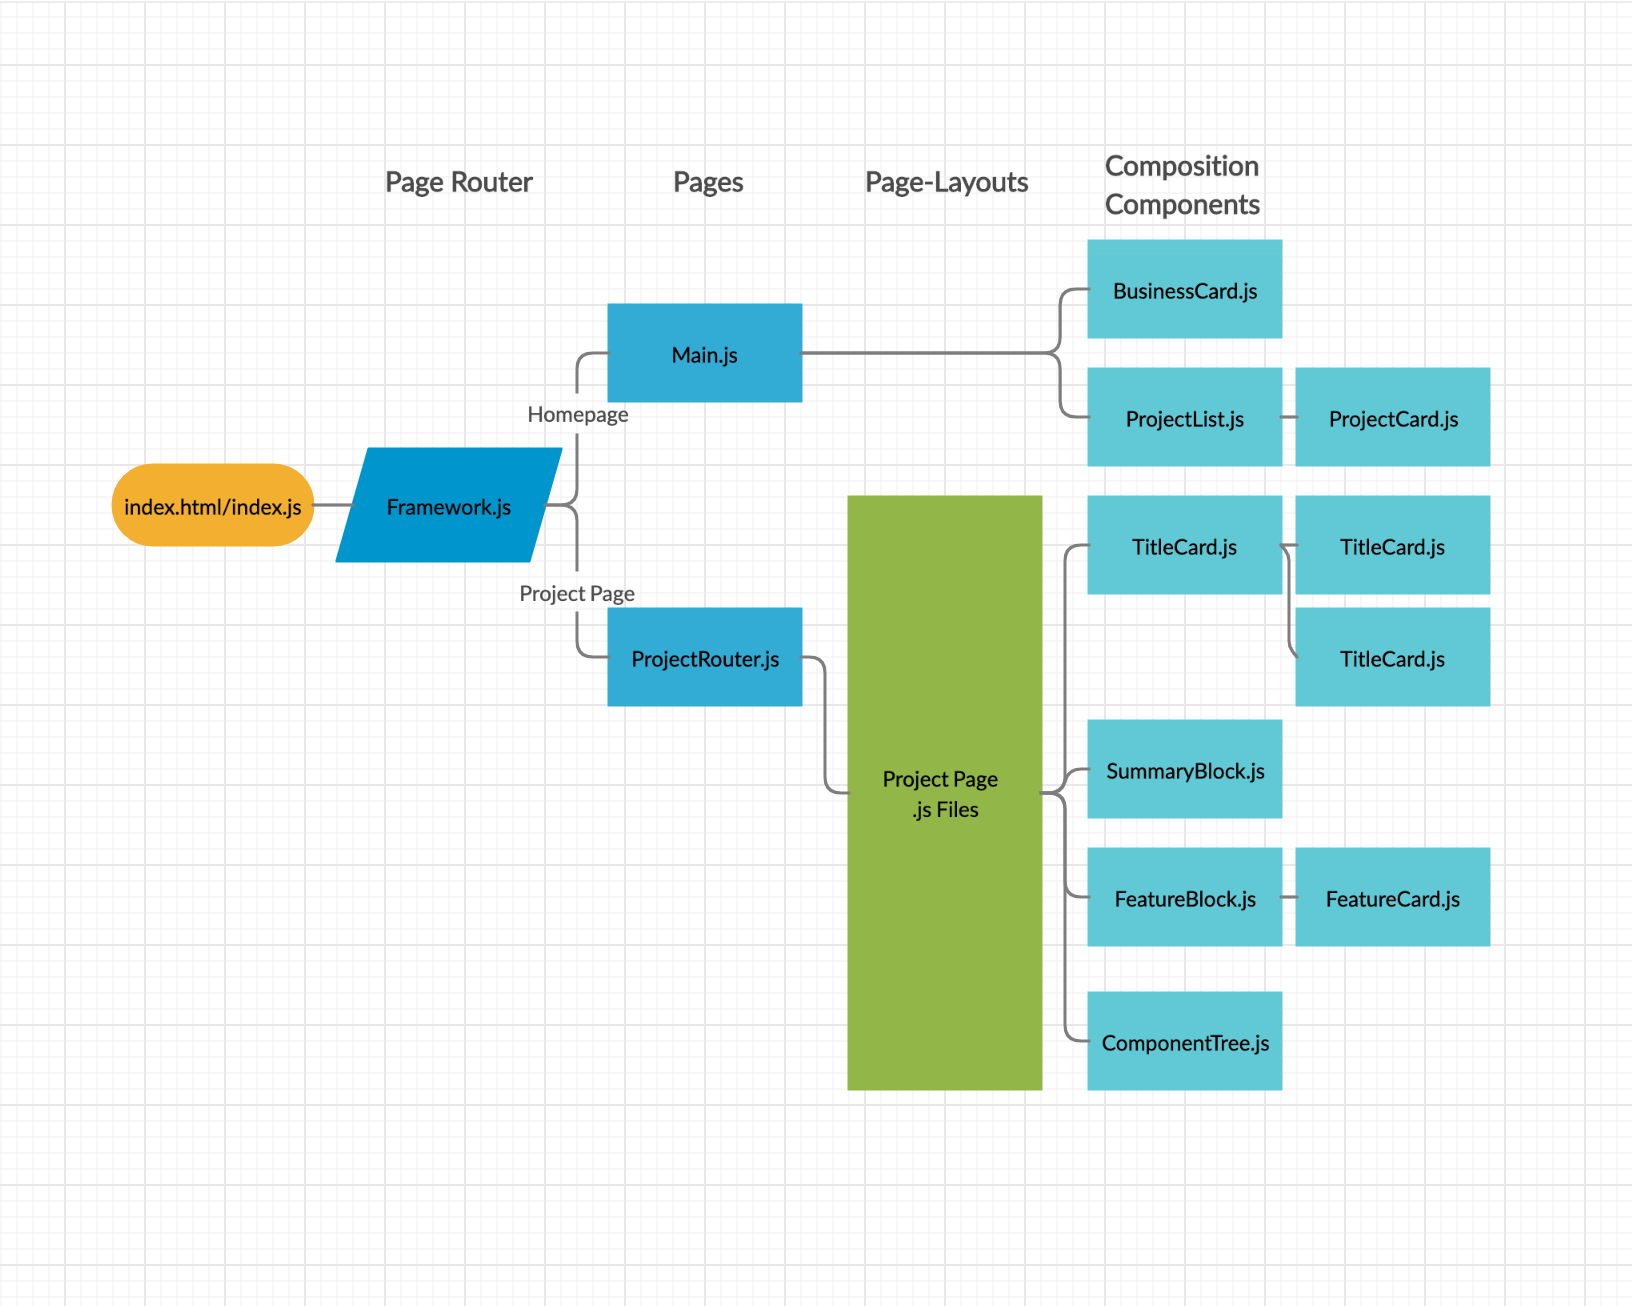 Page Router
Pages
Page-Layouts
Composition
Components
BusinessCard.js
Main.js
Homepage
ProjectList.js
ProjectCard.js
index.html/index.js
Framework.js
TitleCard.js
TitleCard.js
Project Page
ProjectRouter.js
TitleCard.js
Project Page
.js Files
SummaryBlock.js
FeatureBlock.js
FeatureCard.js
ComponentTree.js